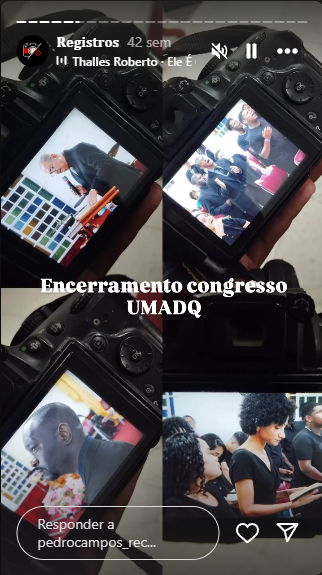 Registros 42 sem
Thalles Roberto · Ele É
Encerramento congresso
UMADQ
Responder a
pedrocampos_rec...